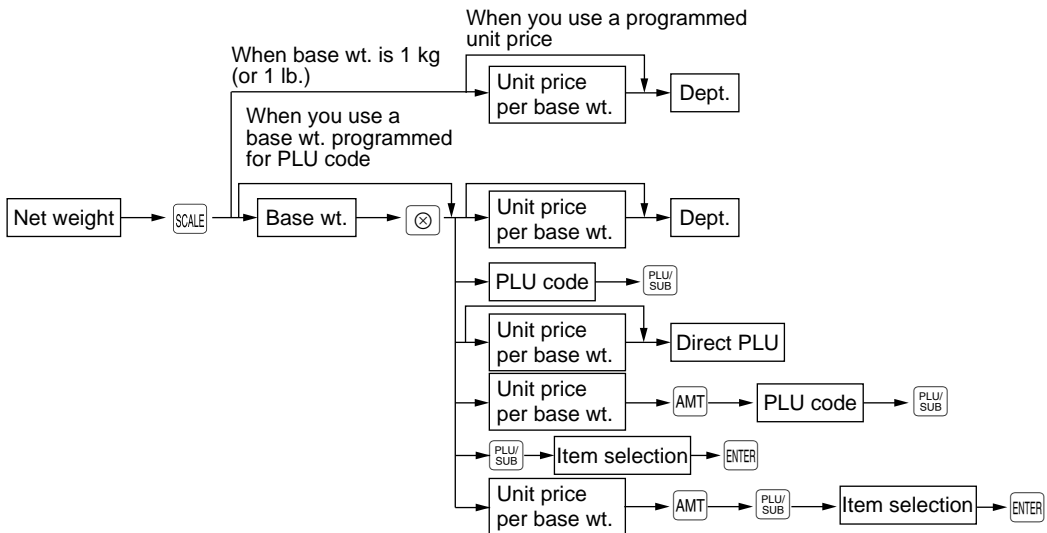 When you use a programmed
unit price
When base wt. is 1 kg
(or 1 lb.)
Unit price
per base wt.
Dept.
When you use a
base wt. programmed
for PLU code
Net weight
SCALE
Base wt.
⊗
Unit price
per base wt.
Dept.
PLU code
PLU/
SUB
Unit price
per base wt.
Direct PLU
Unit price
per base wt.
AMT
PLU code
PLU/
SUB
PLU/
SUB
Item selection
ENTER
Unit price
per base wt.
AMT
PLU/
SUB
Item selection
ENTER